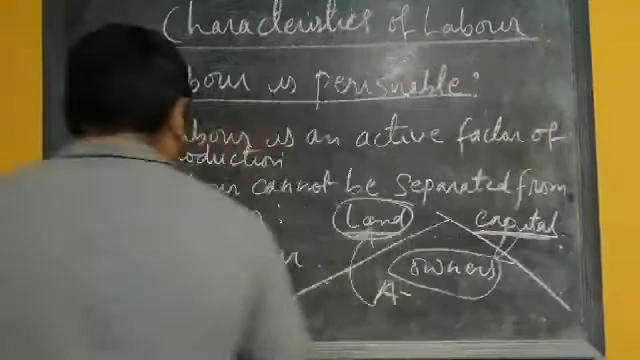 Characteristics of Labour
bour is perishable:
abour is an active factor of
oduction
cannot be separated from
: Land capital
owners
A-